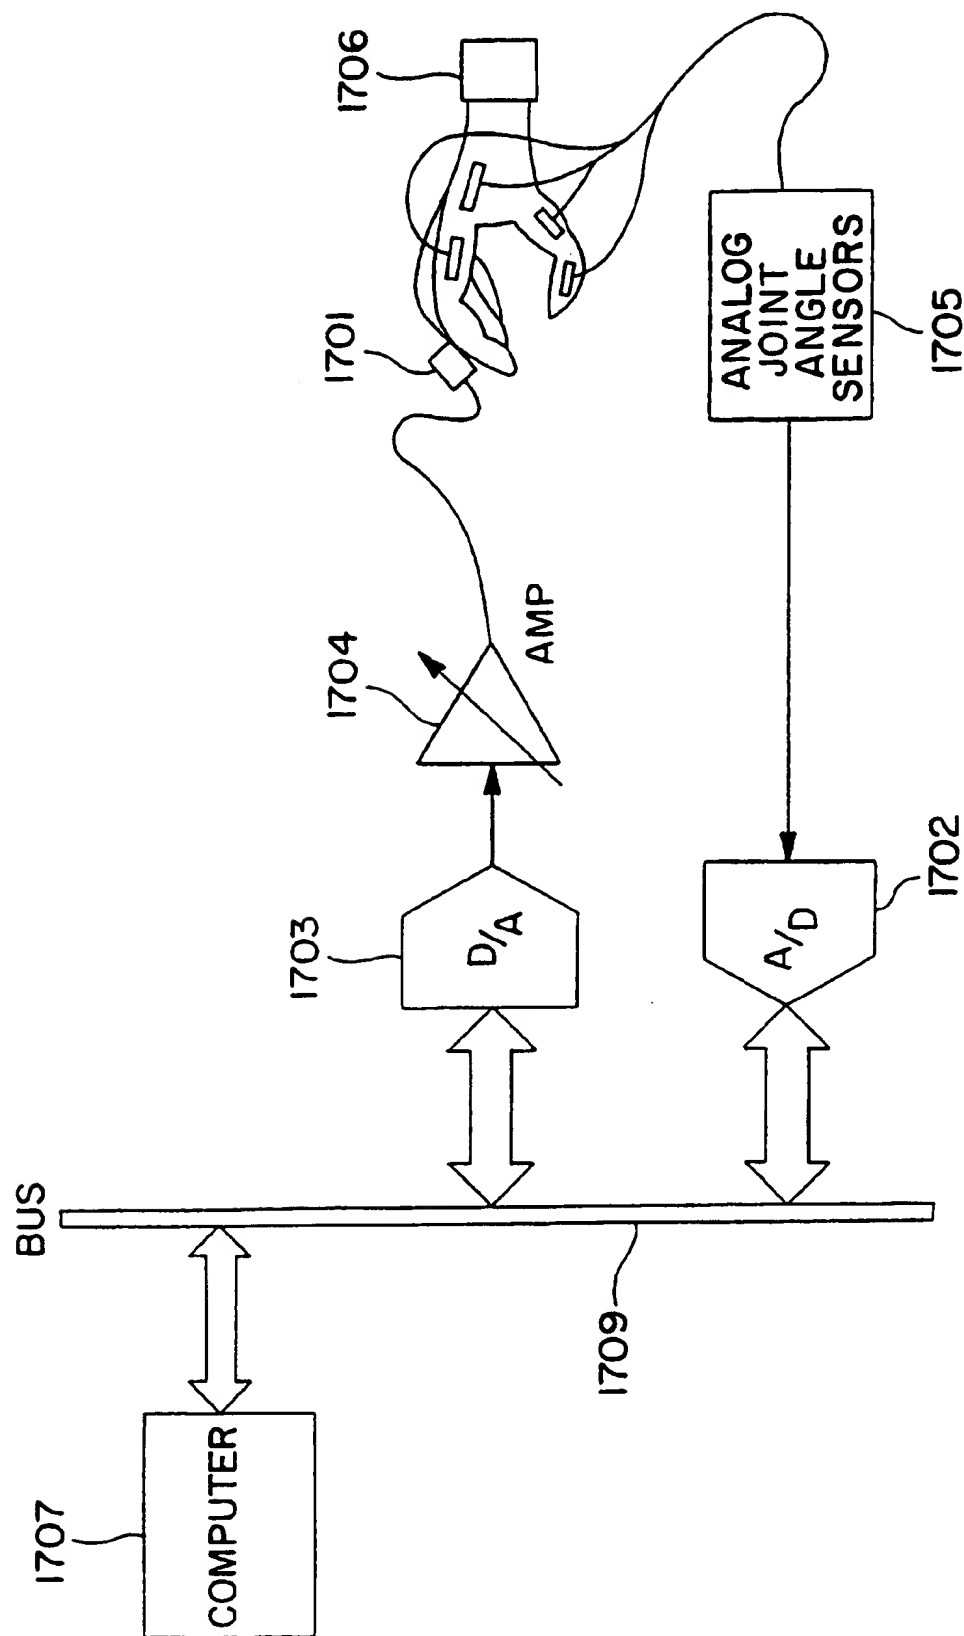 1707
COMPUTER
BUS
1709
1703
D/A
1704
AMP
1701
1706
A/D
1702
ANALOG
JOINT
ANGLE
SENSORS
1705